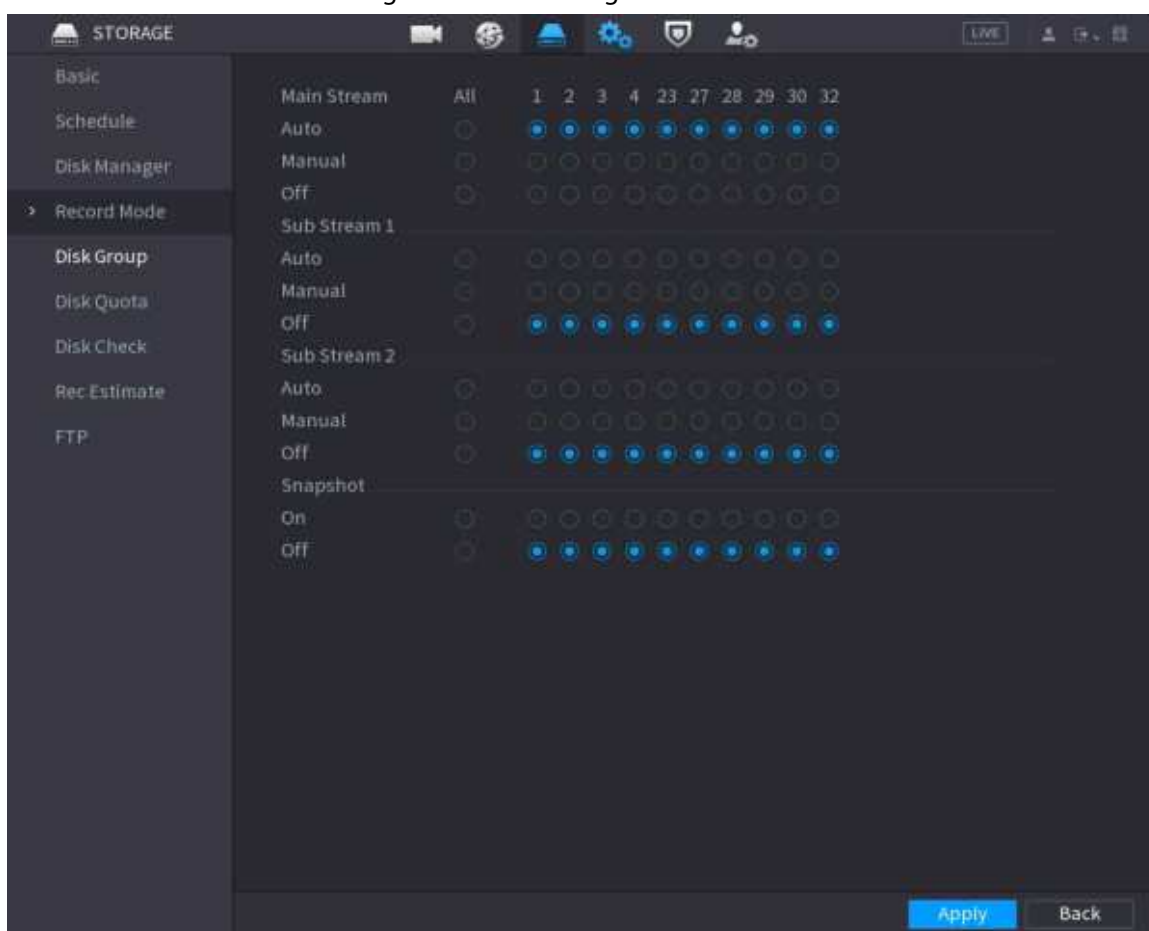 STORAGE
LIVE
Basic
Schedule
Disk Manager
Record Mode
Disk Group
Disk Quota
Disk Check
Rec Estimate
FTP
Main Stream All 1 2 3 4 23 27 28 29 30 32
Auto
Manual
Off
Sub Stream 1
Auto
Manual
Off
Sub Stream 2
Auto
Manual
Off
Snapshot
On
Off
Apply Back